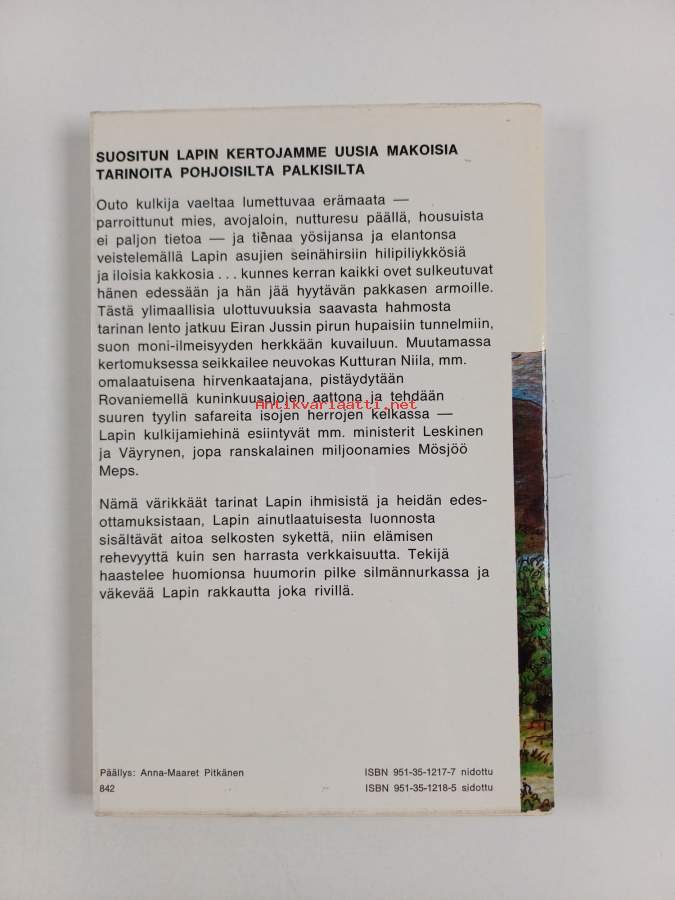 SUOSITUN LAPIN KERTOJAMME UUSIA MAKOISIA
TARINOITA POHJOISILTA PALKISILTA
Outo kulkija vaeltaa lumettuvaa erämaata —
parroittunut mies, avojaloin, nutturesu päällä, housuista
ei paljon tietoa — ja tienaa yösijansa ja elantonsa
veistelemällä Lapin asujien seinähirsiin hilipiliykkösiä
ja iloisia kakkosia . . . kunnes kerran kaikki ovet sulkeutuvat
hänen edessään ja hän jää hyytävän pakkasen armoille.
Tästä ylimaallisia ulottuvuuksia saavasta hahmosta
tarinan lento jatkuu Eiran Jussin pirun hupaisiin tunnelmiin,
suon moni-ilmeisyyden herkkään kuvailuun. Muutamassa
kertomuksessa seikkailee neuvokas Kutturan Niila, mm.
omalaatuisena hirvenkaatajana, pistäydytään
Rovaniemellä kuninkuusajojen aattona ja tehdään
Antikvariaatti.net
suuren tyylin safareita isojen herrojen kelkassa —
Lapin kulkijamiehinä esiintyvät mm. ministerit Leskinen
ja Väyrynen, jopa ranskalainen miljoonamies Mösjöö
Meps.
Nämä värikkäät tarinat Lapin ihmisistä ja heidän edes-
ottamuksistaan, Lapin ainutlaatuisesta luonnosta
sisältävät aitoa selkosten sykettä, niin elämisen
rehevyyttä kuin sen harrasta verkkaisuutta. Tekijä
haastelee huomionsa huumorin pilke silmännurkassa ja
väkevää Lapin rakkautta joka rivillä.
Päällys: Anna-Maaret Pitkänen
842
ISBN 951-35-1217-7 nidottu
ISBN 951-35-1218-5 sidottu